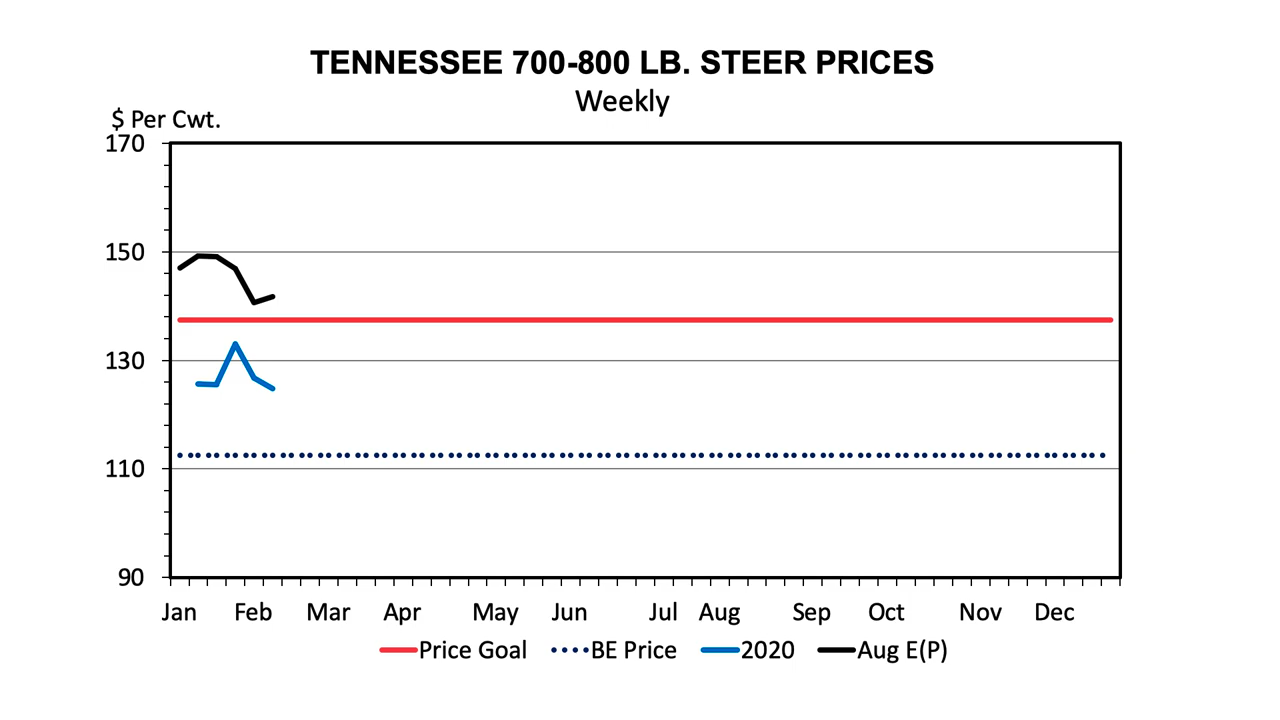 TENNESSEE 700-800 LB. STEER PRICES
Weekly
$ Per Cwt.
170
150
130
110
90
Jan Feb Mar Apr May Jun Jul Aug Sep Oct Nov Dec
Price Goal BE Price 2020 Aug E(P)